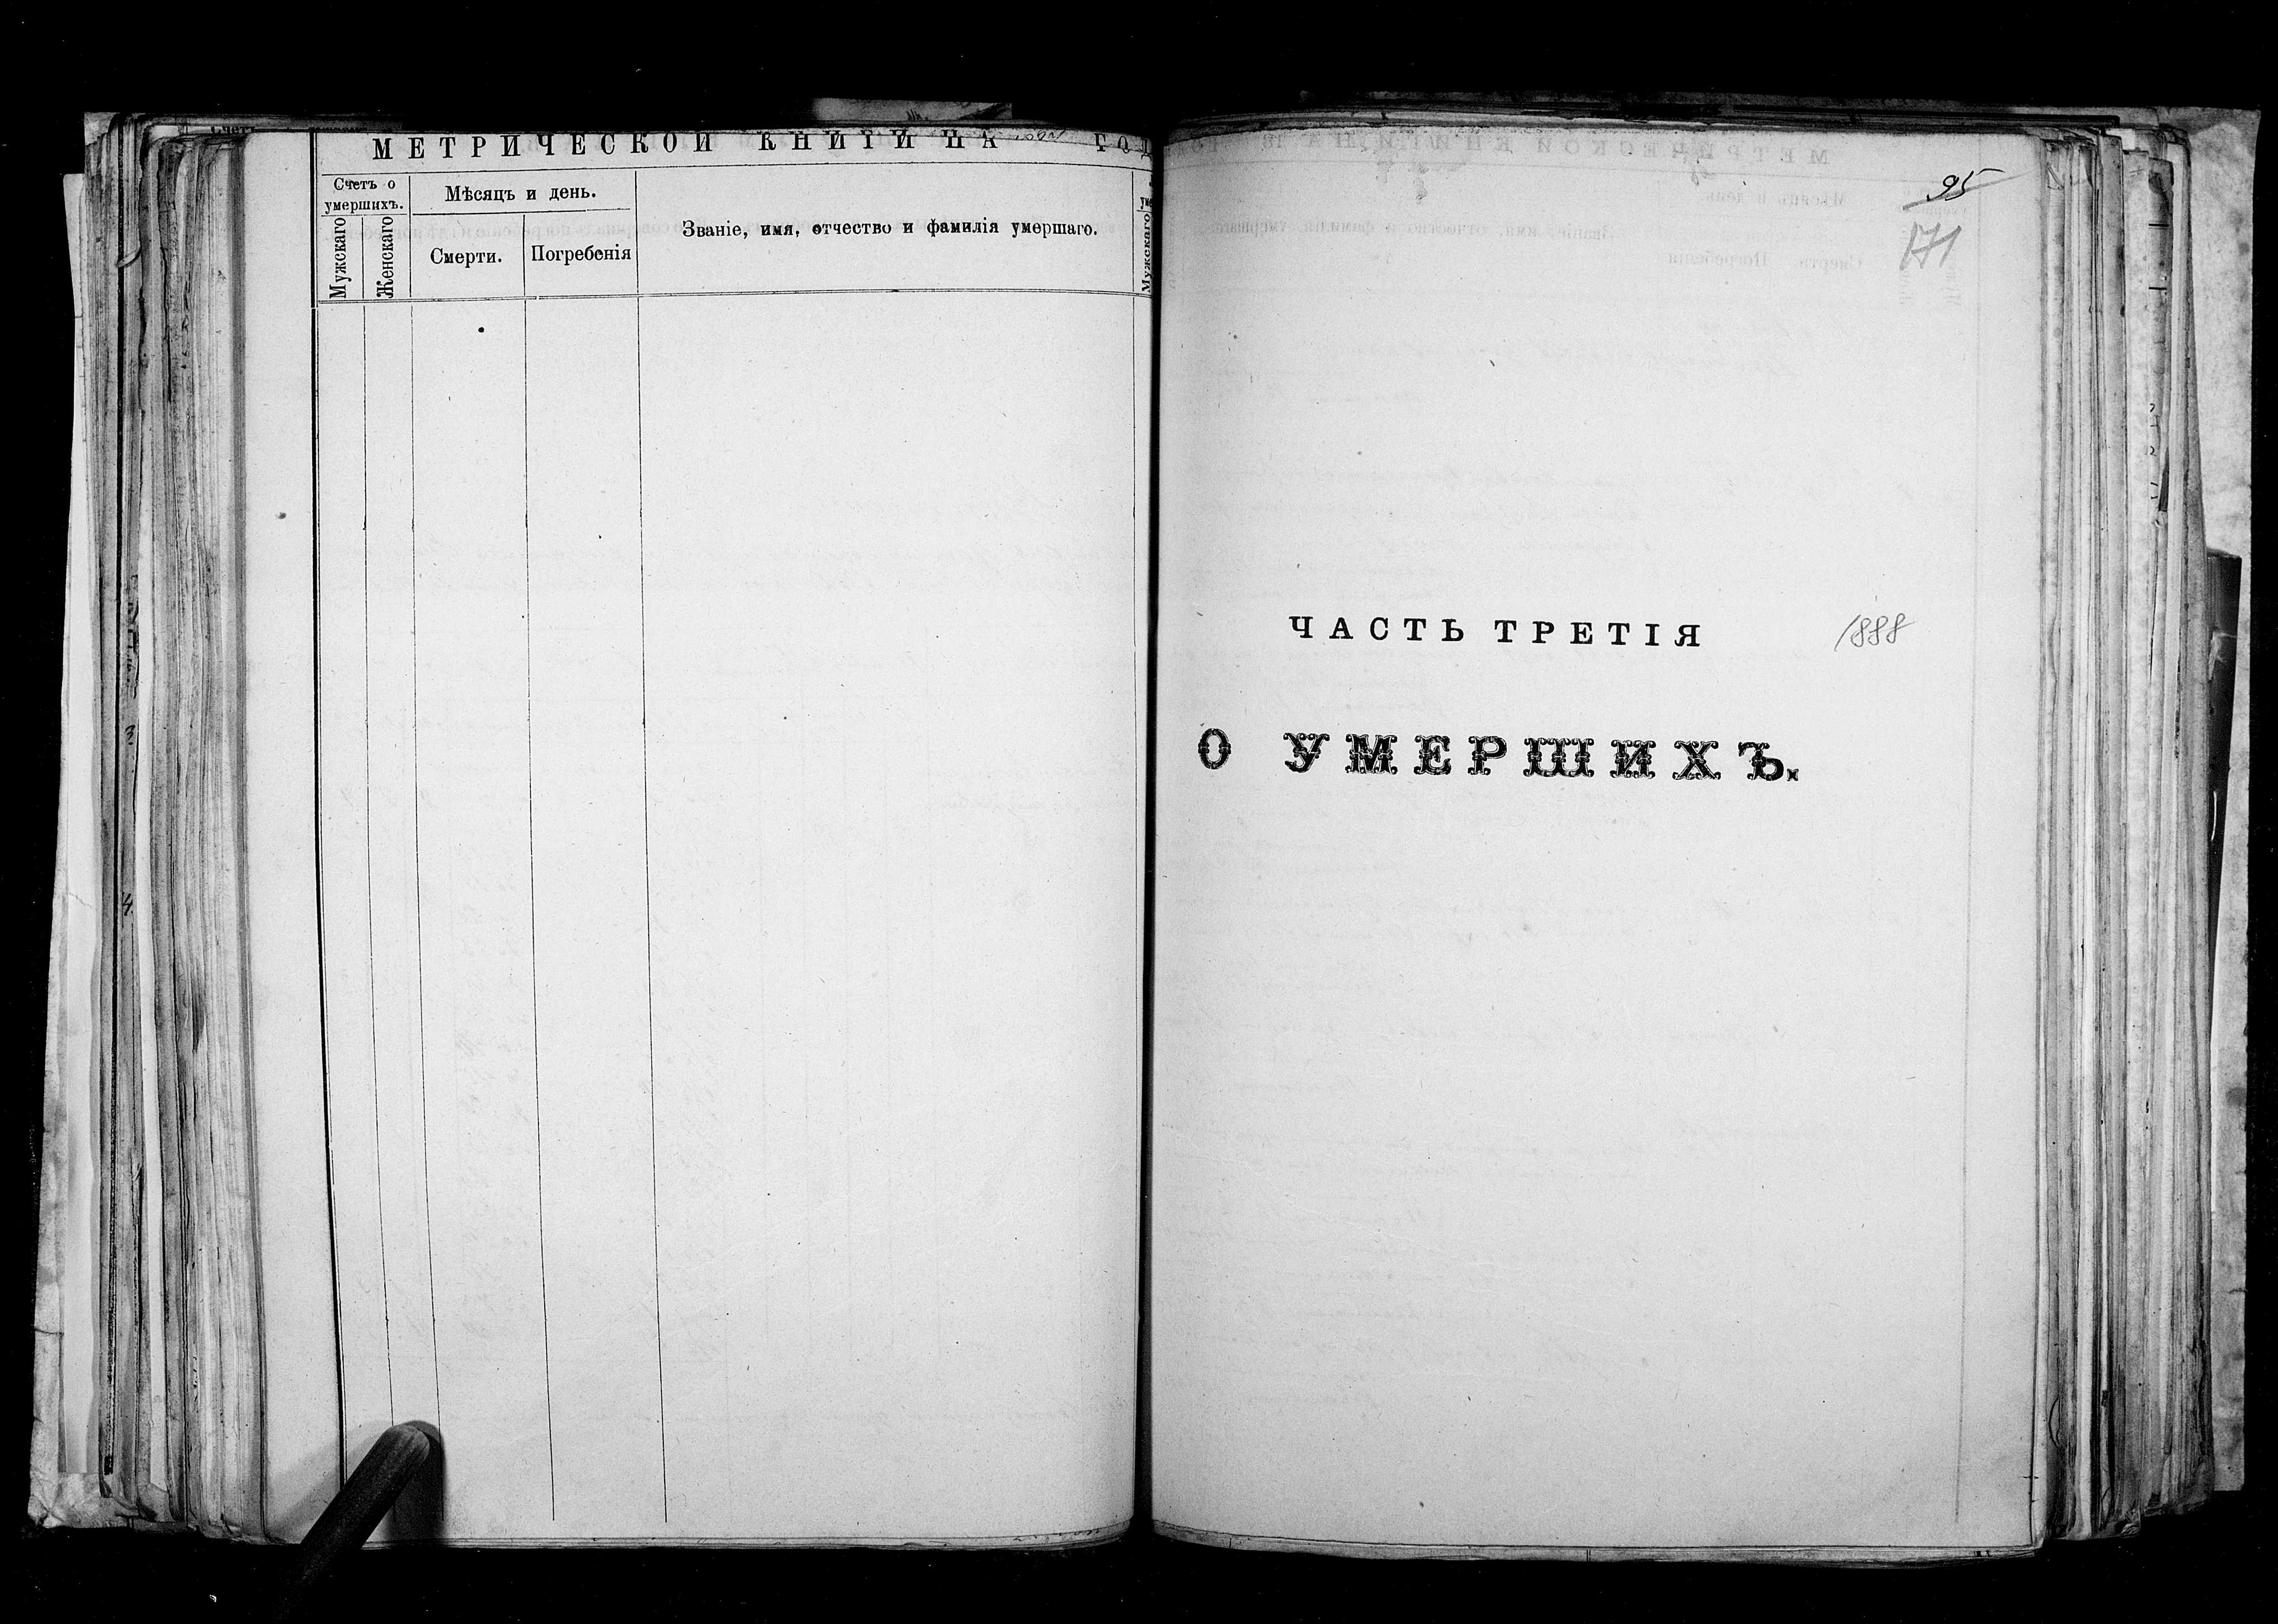 МЕТРИЧЕСКОЙ КНИГИ НА ГОД
Счетъ о умершихъ.
Мужскаго
Женскаго
Мѣсяцъ и день.
Смерти.
Погребенія
Званіе, имя, отчество и фамилія умершаго.
Мужскаго
95
171
ЧАСТЬ ТРЕТІЯ 1888
О УМЕРШИХЪ.